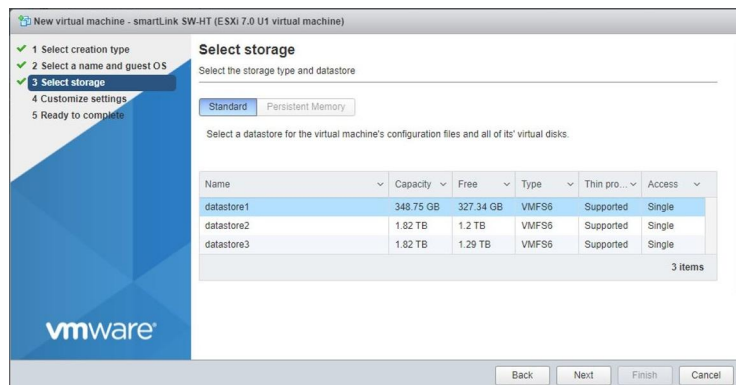 New virtual machine - smartLink SW-HT (ESXi 7.0 U1 virtual machine)
1 Select creation type
2 Select a name and guest OS
3 Select storage
4 Customize settings
5 Ready to complete
vmware®
Select storage
Select the storage type and datastore
Standard Persistent Memory
Select a datastore for the virtual machine's configuration files and all of its' virtual disks.
Name Capacity Free Type Thin pro... Access
datastore1 348.75 GB 327.34 GB VMFS6 Supported Single
datastore2 1.82 TB 1.2 TB VMFS6 Supported Single
datastore3 1.82 TB 1.29 TB VMFS6 Supported Single
3 items
Back Next Finish Cancel